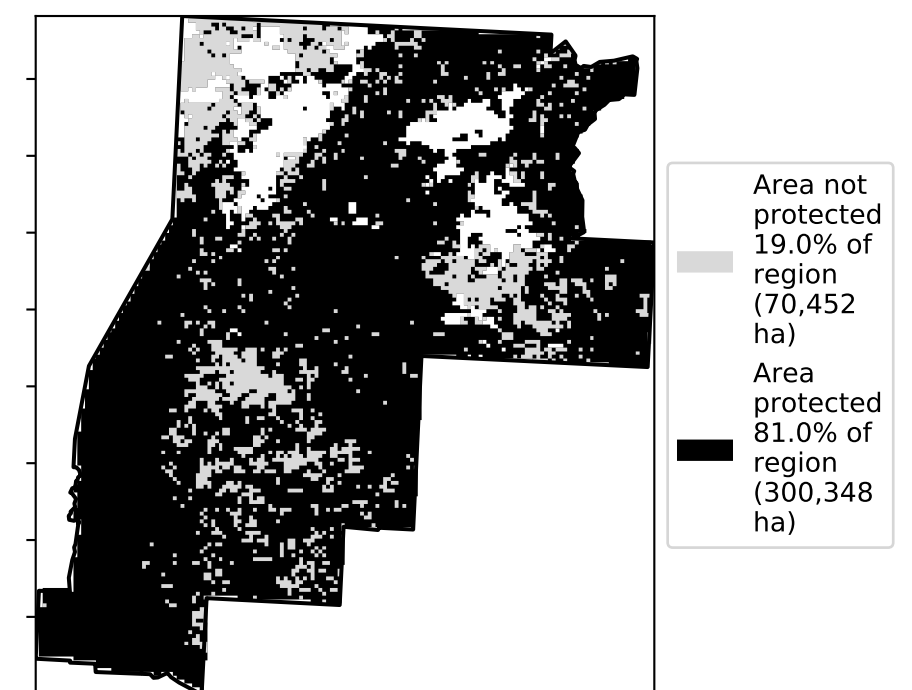 Area not
protected
19.0% of
region
(70,452
ha)
Area
protected
81.0% of
region
(300,348
ha)